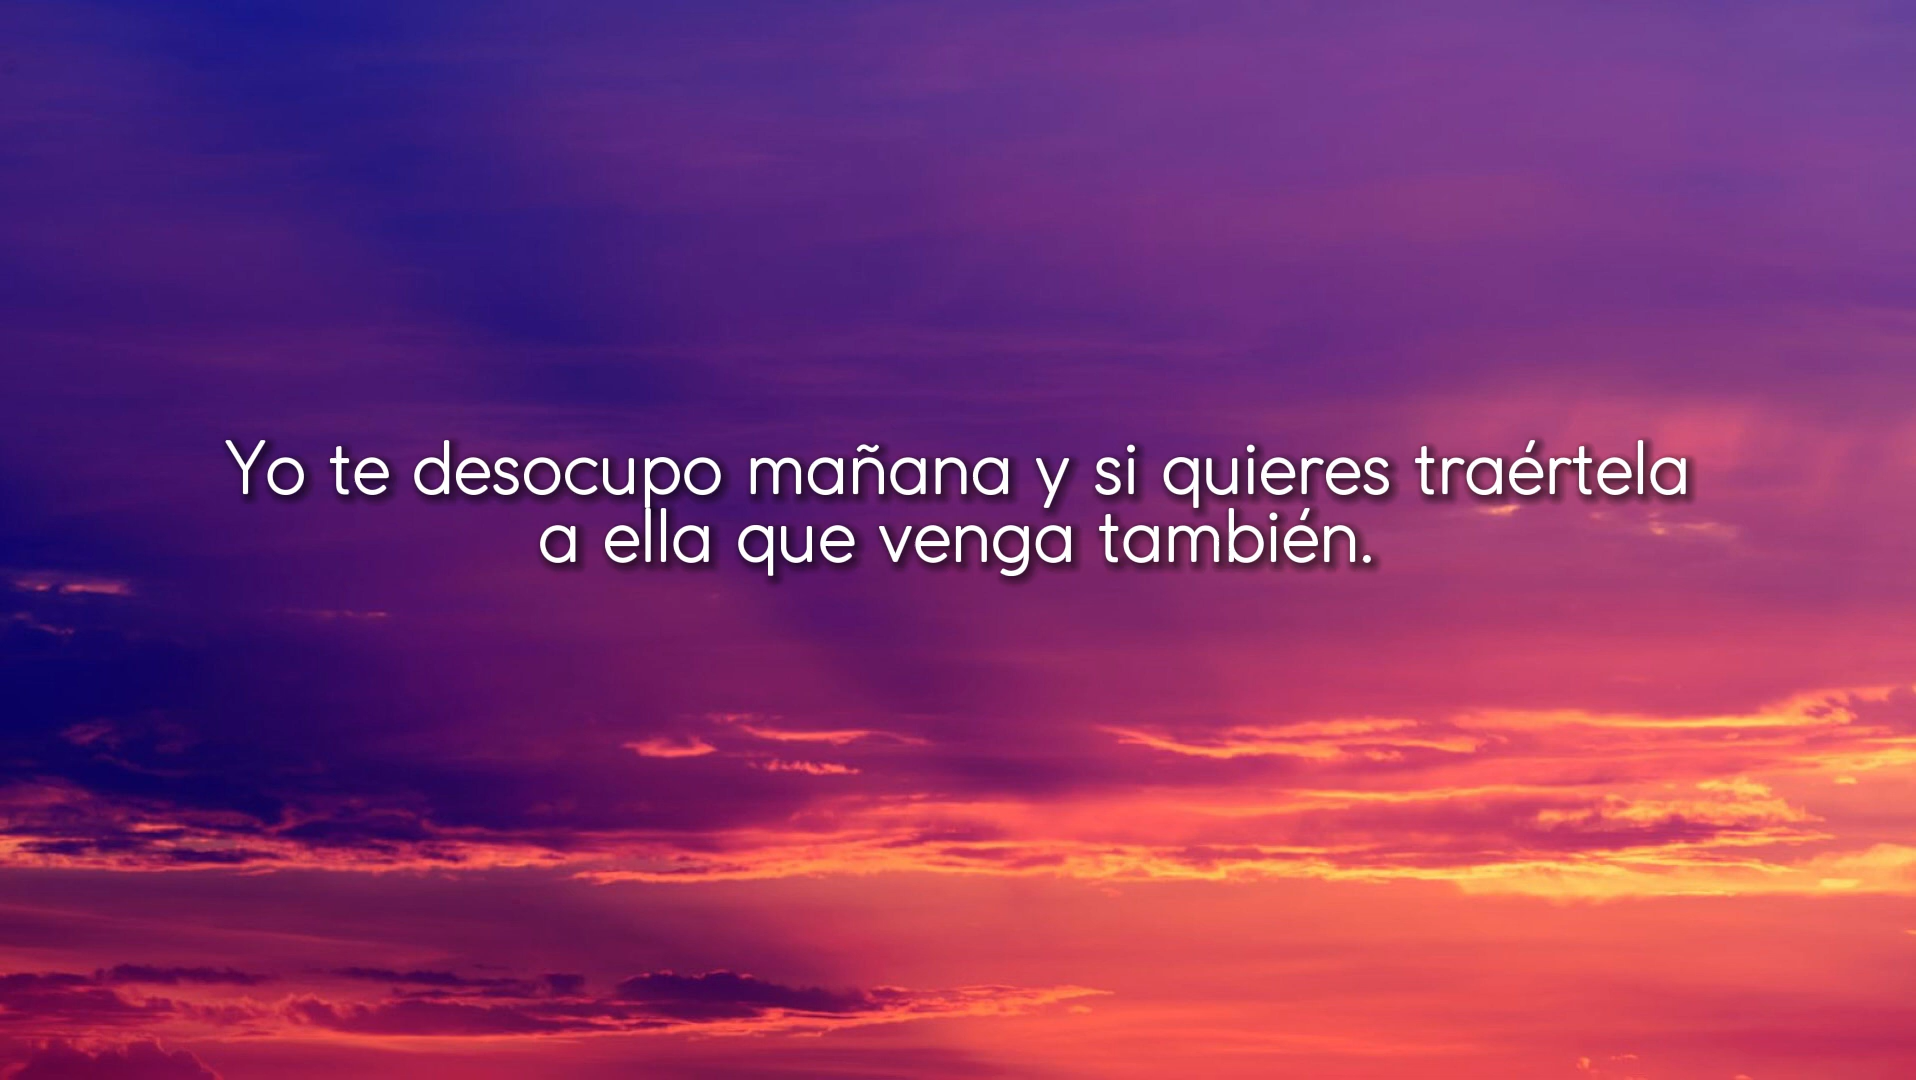 Yo te desocupo mañana y si quieres traértela
a ella que venga también.